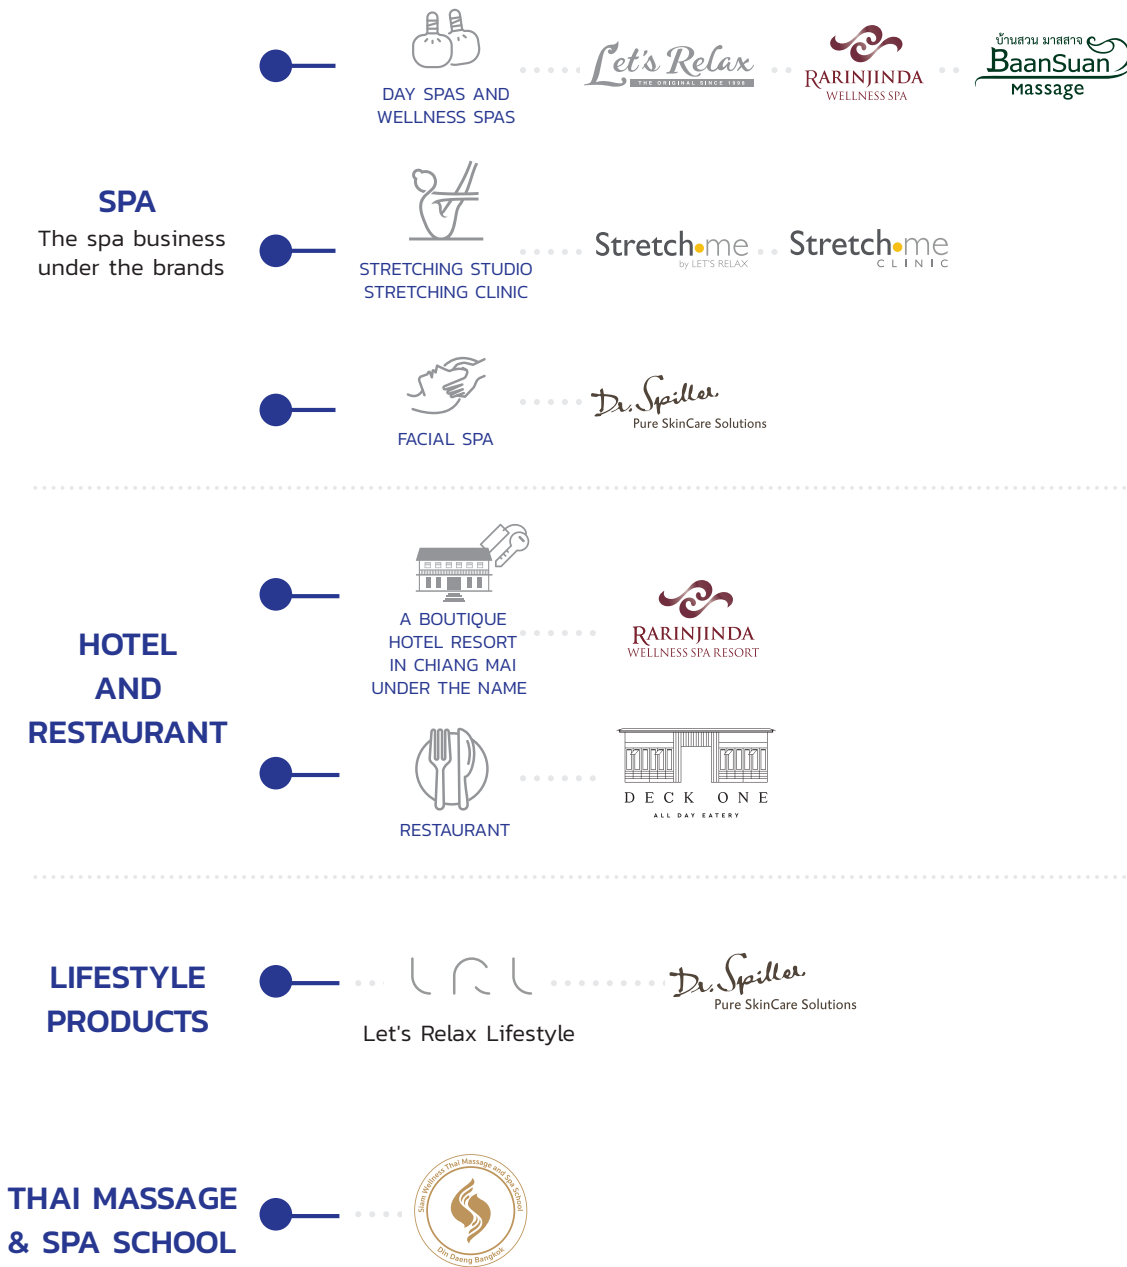 DAY SPAS AND
WELLNESS SPAS
Let's Relax
THE ORIGINAL SINCE 1998
RARINJINDA
WELLNESS SPA
บ้านสวน มาสสาจ
BaanSuan
Massage
SPA
The spa business
under the brands
STRETCHING STUDIO
STRETCHING CLINIC
Stretch me
by LET'S RELAX
Stretch me
CLINIC
FACIAL SPA
Dr. Spiller
Pure SkinCare Solutions
HOTEL
AND
RESTAURANT
A BOUTIQUE
HOTEL RESORT
IN CHIANG MAI
UNDER THE NAME
RARINJINDA
WELLNESS SPA RESORT
RESTAURANT
DECK ONE
ALL DAY EATERY
LIFESTYLE
PRODUCTS
LRL
Let's Relax Lifestyle
Dr. Spiller
Pure SkinCare Solutions
THAI MASSAGE
& SPA SCHOOL
Siam Wellness Thai Massage and Spa School
Din Daeng Bangkok